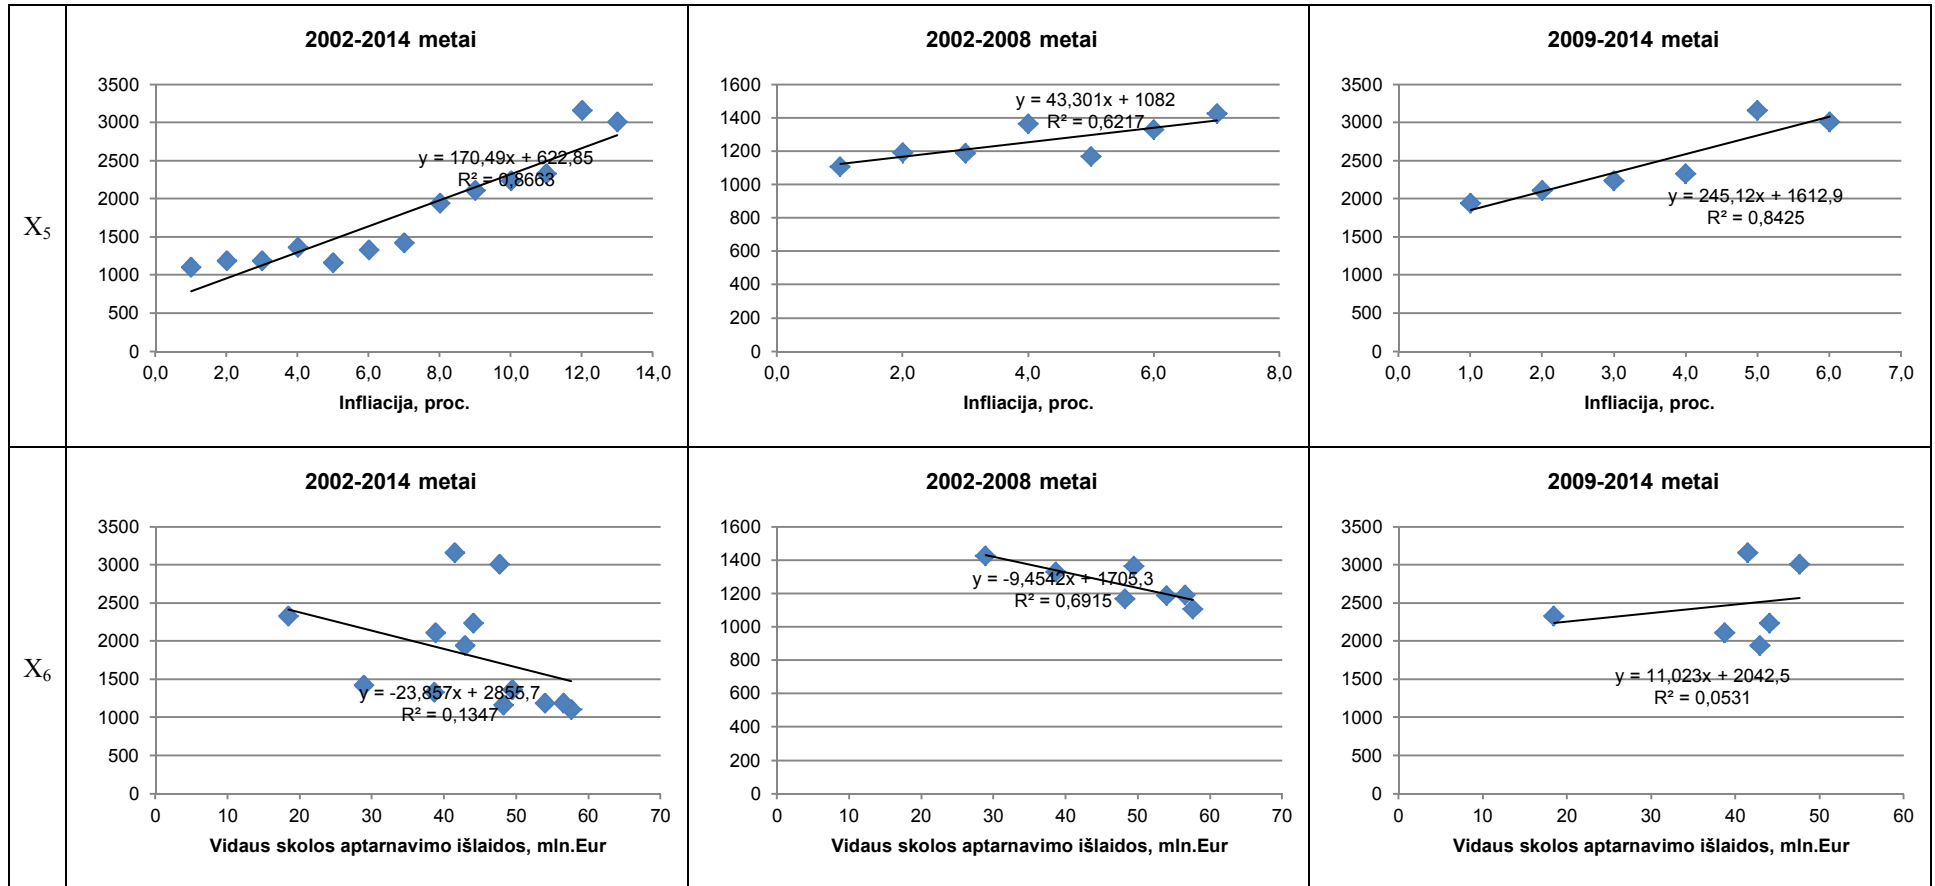 X5
2002-2014 metai
3500
3000
2500
2000
1500
1000
500
0
y = 170,49x + 622,85
R² = 0,8663
0,0 2,0 4,0 6,0 8,0 10,0 12,0 14,0
Infliacija, proc.
2002-2008 metai
1600
1400
1200
1000
800
600
400
200
0
y = 43,301x + 1082
R² = 0,6217
0,0 2,0 4,0 6,0 8,0
Infliacija, proc.
2009-2014 metai
3500
3000
2500
2000
1500
1000
500
0
y = 245,12x + 1612,9
R² = 0,8425
0,0 1,0 2,0 3,0 4,0 5,0 6,0 7,0
Infliacija, proc.
X6
2002-2014 metai
3500
3000
2500
2000
1500
1000
500
0
y = -23,857x + 2855,7
R² = 0,1347
0 10 20 30 40 50 60 70
Vidaus skolos aptarnavimo išlaidos, mln.Eur
2002-2008 metai
1600
1400
1200
1000
800
600
400
200
0
y = -9,4542x + 1705,3
R² = 0,6915
0 10 20 30 40 50 60 70
Vidaus skolos aptarnavimo išlaidos, mln.Eur
2009-2014 metai
3500
3000
2500
2000
1500
1000
500
0
y = 11,023x + 2042,5
R² = 0,0531
0 10 20 30 40 50 60
Vidaus skolos aptarnavimo išlaidos, mln.Eur